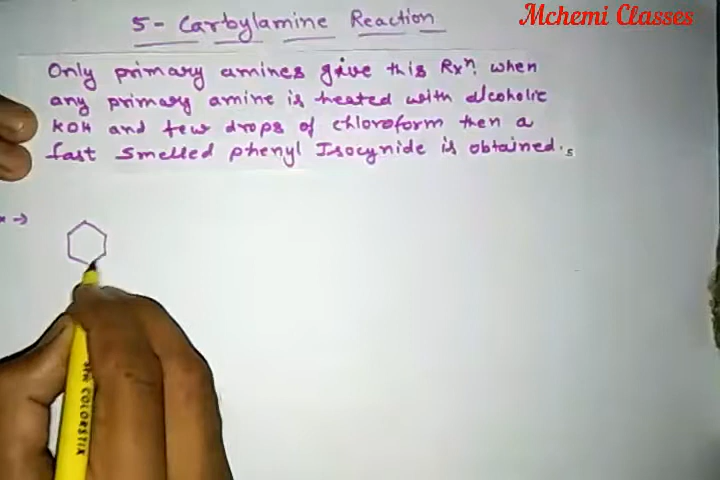 Mchemi Classes
5- Carbylamine Reaction
Only primary amines give this Rxn. when
any primary amine is heated with alcoholic
KOH and few drops of chloroform then a
fast smelled phenyl Isocynide is obtained.
COLORSTIX